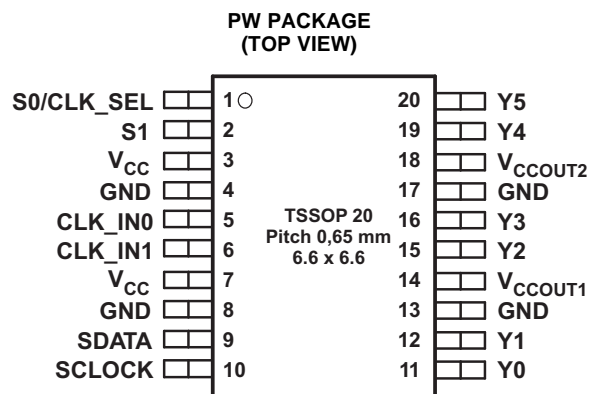 PW PACKAGE
(TOP VIEW)
S0/CLK_SEL 1 20 Y5
S1 2 19 Y4
VCC 3 18 VCCOUT2
GND 4 17 GND
CLK_IN0 5 16 Y3
CLK_IN1 6 15 Y2
VCC 7 14 VCCOUT1
GND 8 13 GND
SDATA 9 12 Y1
SCLOCK 10 11 Y0
TSSOP 20
Pitch 0,65 mm
6.6 x 6.6